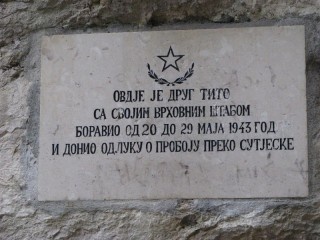 ОВДЈЕ ЈЕ ДРУГ ТИТО
СА СВОЈИМ ВРХОВНИМ ШТАБОМ
БОРАВИО ОД 20 ДО 29 МАЈА 1943 ГОД
И ДОНИО ОДЛУКУ О ПРОБОЈУ ПРЕКО СУТЈЕСКЕ